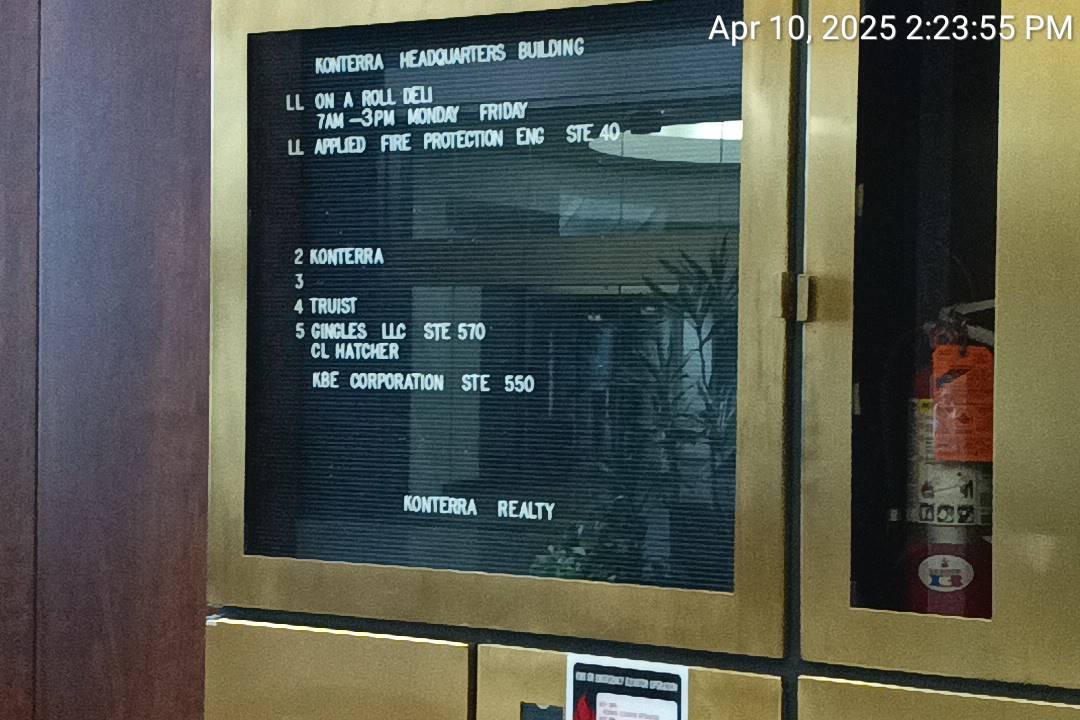 Apr 10, 2025 2:23:55 PM
KONTERRA HEADQUARTERS BUILDING
LL ON A ROLL DELI
7AM -3PM MONDAY FRIDAY
LL APPLIED FIRE PROTECTION ENG STE 40
2 KONTERRA
3
4 TRUIST
5 GINGLES LLC STE 570
CL HATCHER
KBE CORPORATION STE 550
KONTERRA REALTY